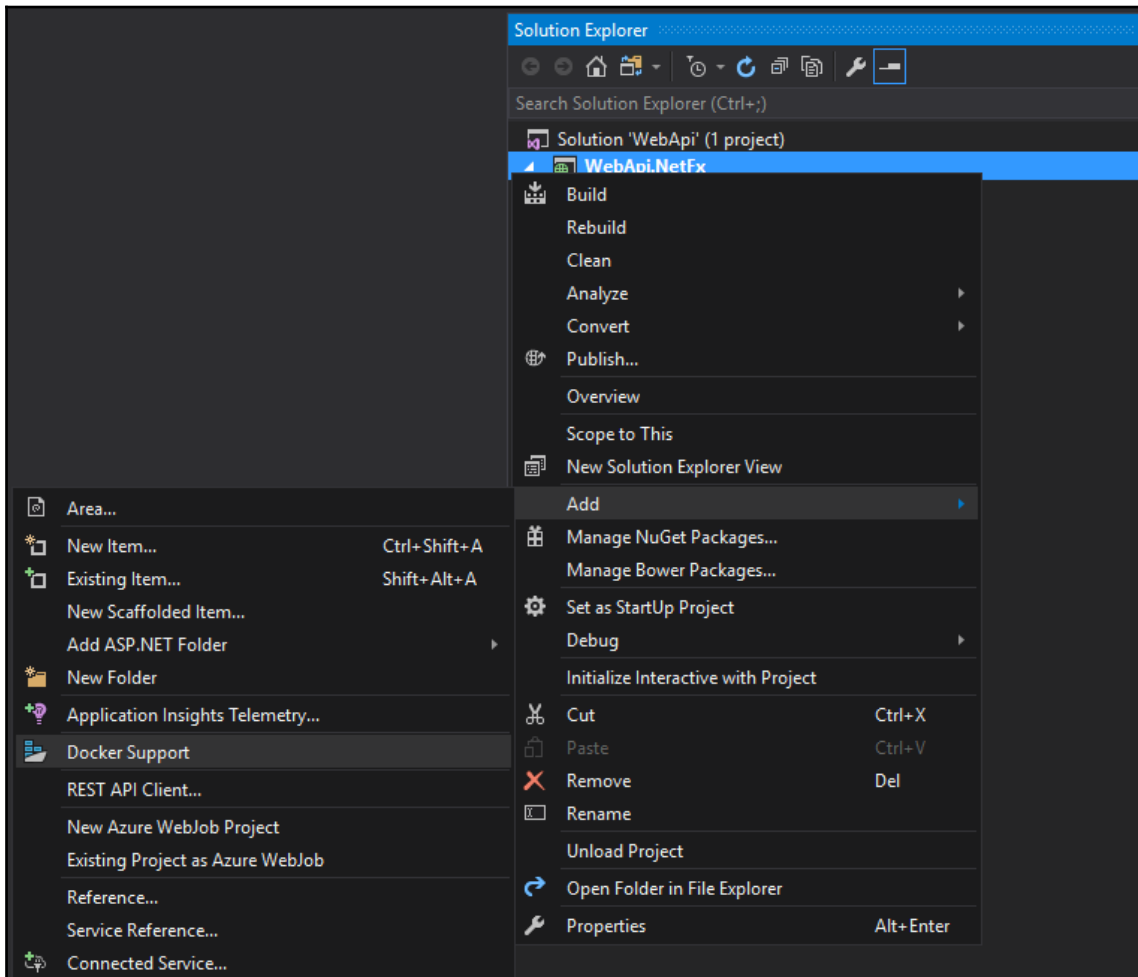 Solution Explorer
Search Solution Explorer (Ctrl+;)
Solution 'WebApi' (1 project)
WebApi.NetFx
Build
Rebuild
Clean
Analyze
Convert
Publish...
Overview
Scope to This
New Solution Explorer View
Add
Manage NuGet Packages...
Manage Bower Packages...
Set as StartUp Project
Debug
Initialize Interactive with Project
Cut Ctrl+X
Paste Ctrl+V
Remove Del
Rename
Unload Project
Open Folder in File Explorer
Properties Alt+Enter
Area...
New Item... Ctrl+Shift+A
Existing Item... Shift+Alt+A
New Scaffolded Item...
Add ASP.NET Folder
New Folder
Application Insights Telemetry...
Docker Support
REST API Client...
New Azure WebJob Project
Existing Project as Azure WebJob
Reference...
Service Reference...
Connected Service...